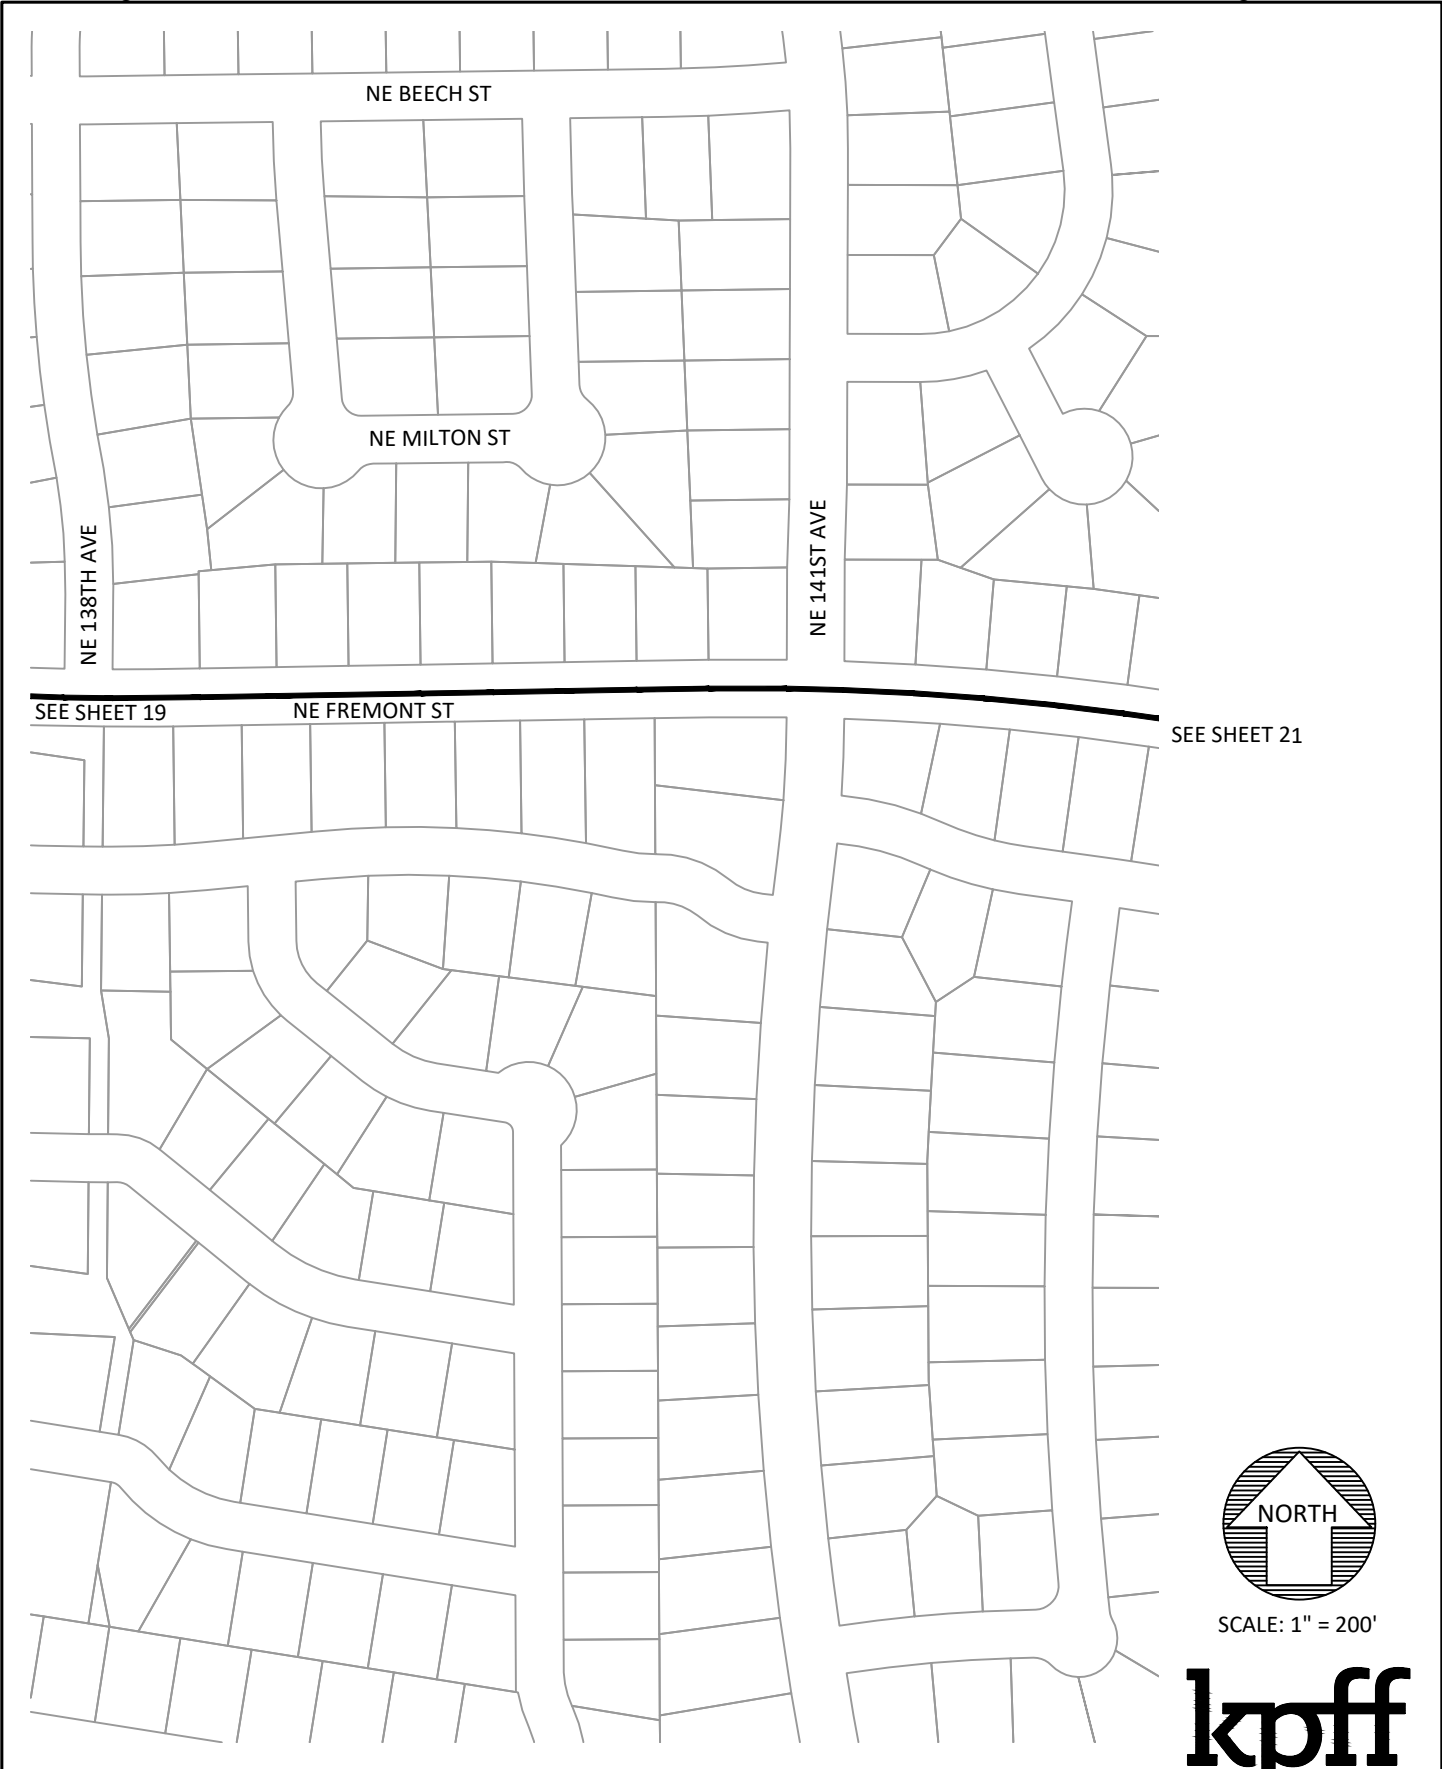 NE BEECH ST
NE MILTON ST
NE 138TH AVE
NE 141ST AVE
SEE SHEET 19
NE FREMONT ST
SEE SHEET 21
NORTH
SCALE: 1" = 200'
kpff